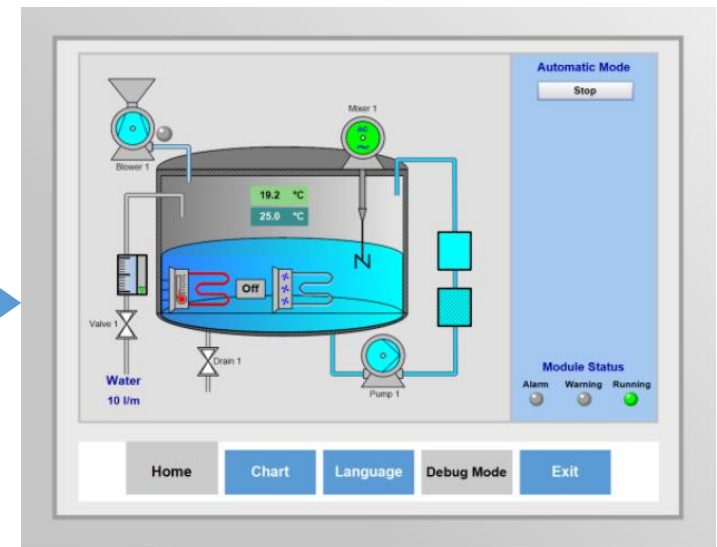 Automatic Mode
Stop
Mixer 1
AC
Blower 1
19.2 °C
25.0 °C
Off
Valve 1
Drain 1
Pump 1
Water
10 l/m
Module Status
Alarm Warning Running
Home Chart Language Debug Mode Exit